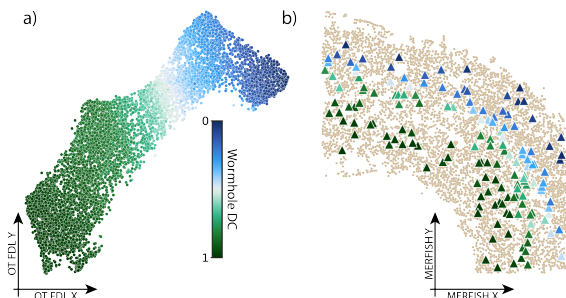 a)
b)
0
Wormhole DC
1
OT FDL Y
OT FDL X
MERFISH Y
MERFISH X